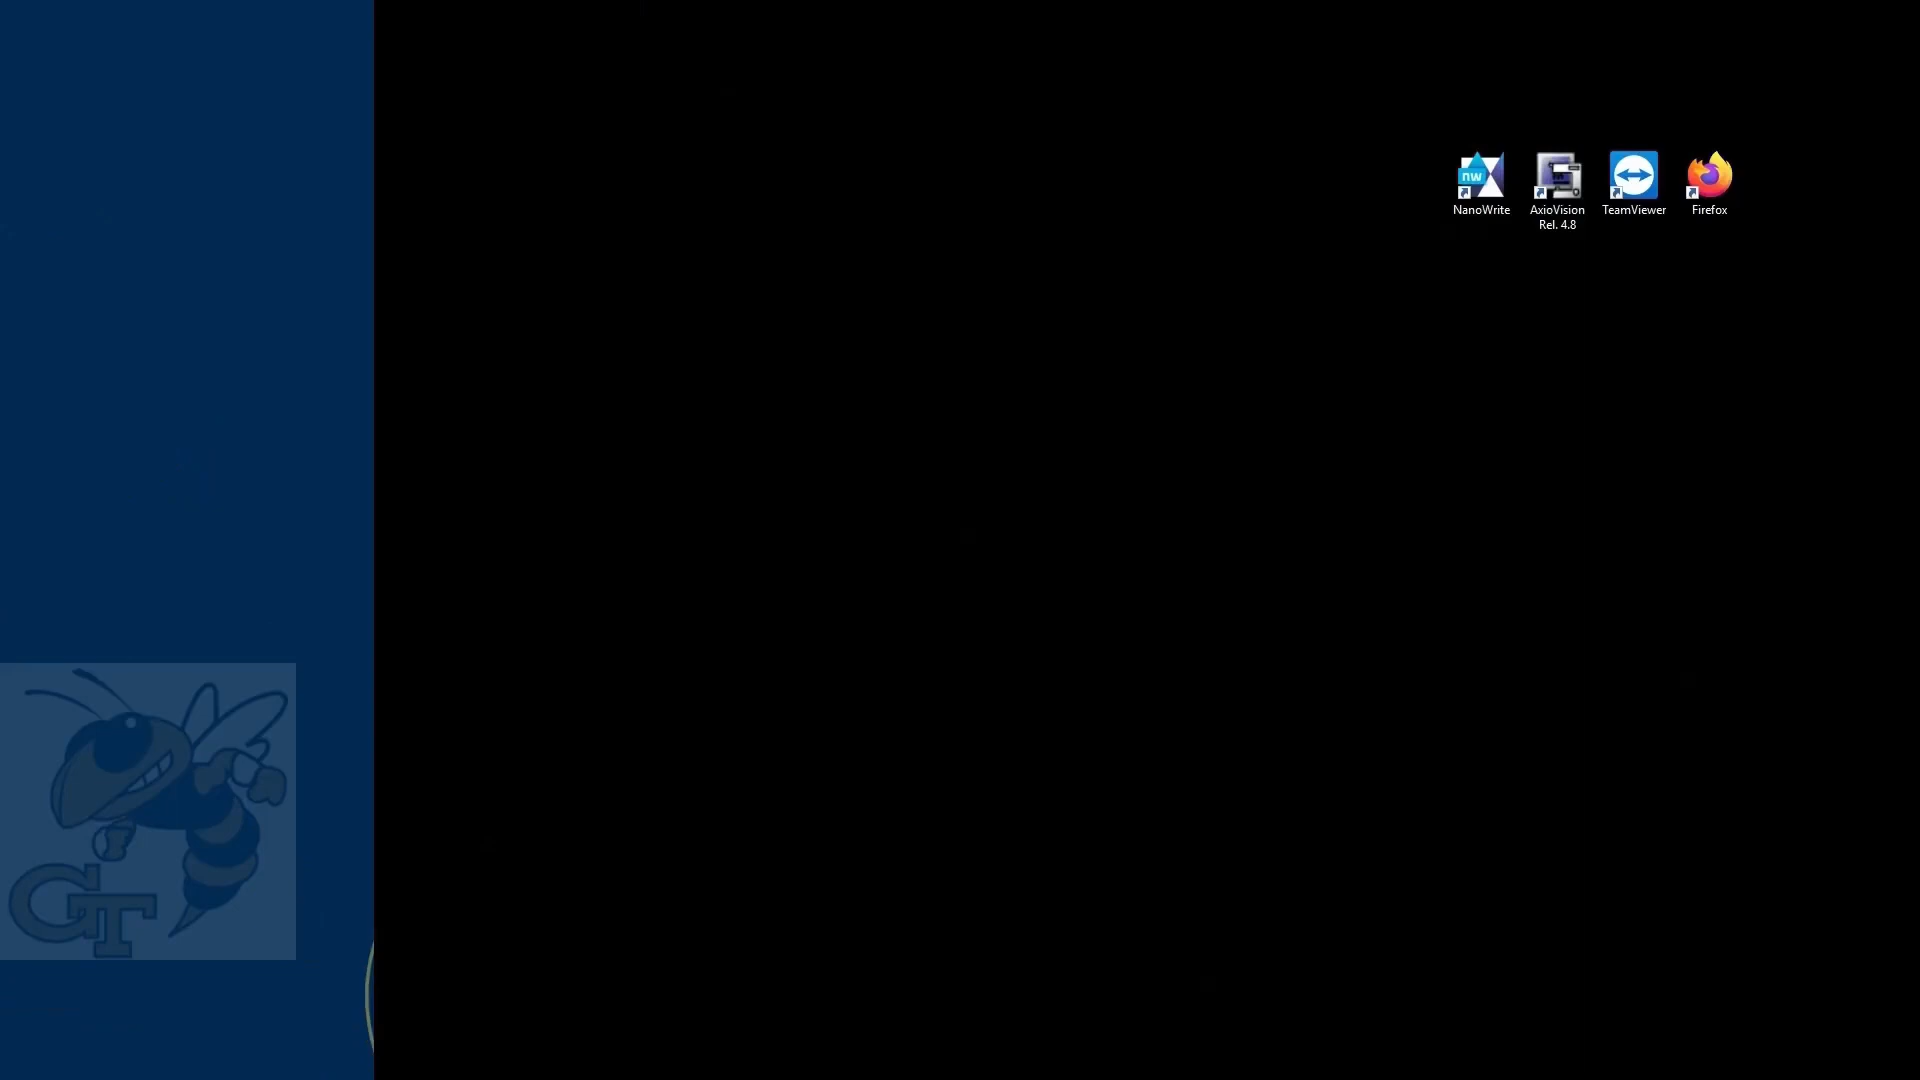 nw
NanoWrite
AxioVision
Rel. 4.8
TeamViewer
Firefox
GT